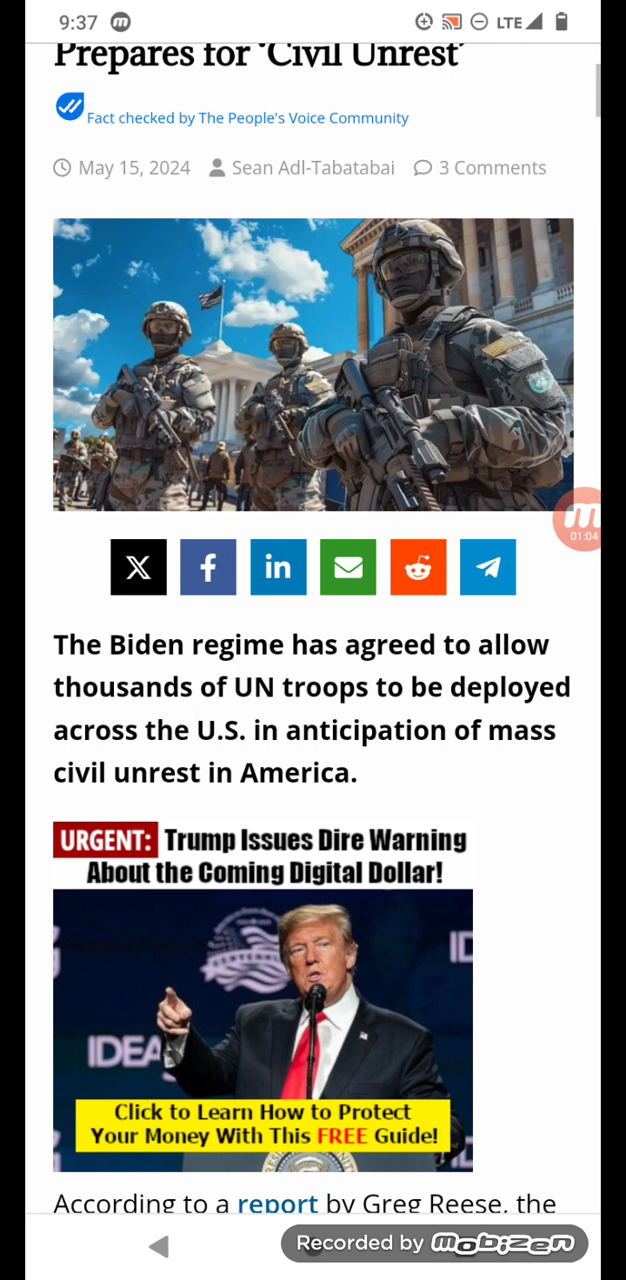 9:37
LTE
Prepares for 'Civil Unrest'
Fact checked by The People's Voice Community
May 15, 2024 Sean Adl-Tabatabai 3 Comments
01:04
The Biden regime has agreed to allow
thousands of UN troops to be deployed
across the U.S. in anticipation of mass
civil unrest in America.
URGENT: Trump Issues Dire Warning
About the Coming Digital Dollar!
CENTENNIAL
IDEA
Click to Learn How to Protect
Your Money With This FREE Guide!
According to a report by Greg Reese, the
Recorded by mobizen